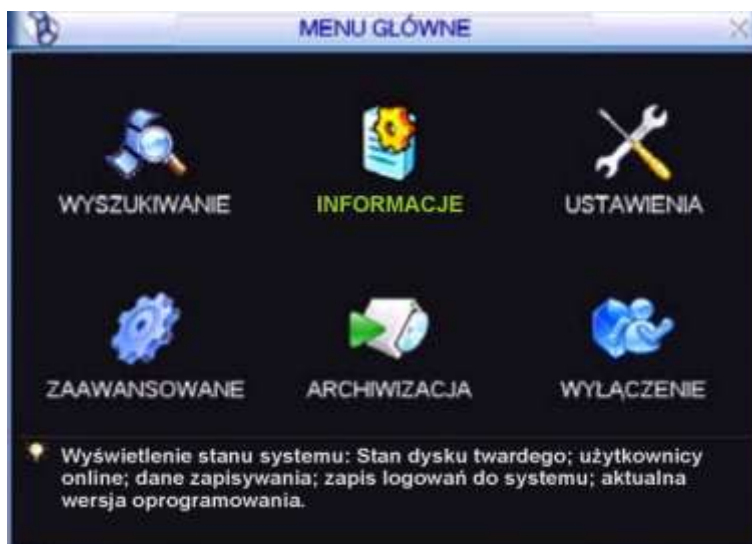 MENU GŁÓWNE
WYSZUKIWANIE INFORMACJE USTAWIENIA
ZAAWANSOWANE ARCHIWIZACJA WYŁĄCZENIE
Wyświetlenie stanu systemu: Stan dysku twardego; użytkownicy
online; dane zapisywania; zapis logowań do systemu; aktualna
wersja oprogramowania.